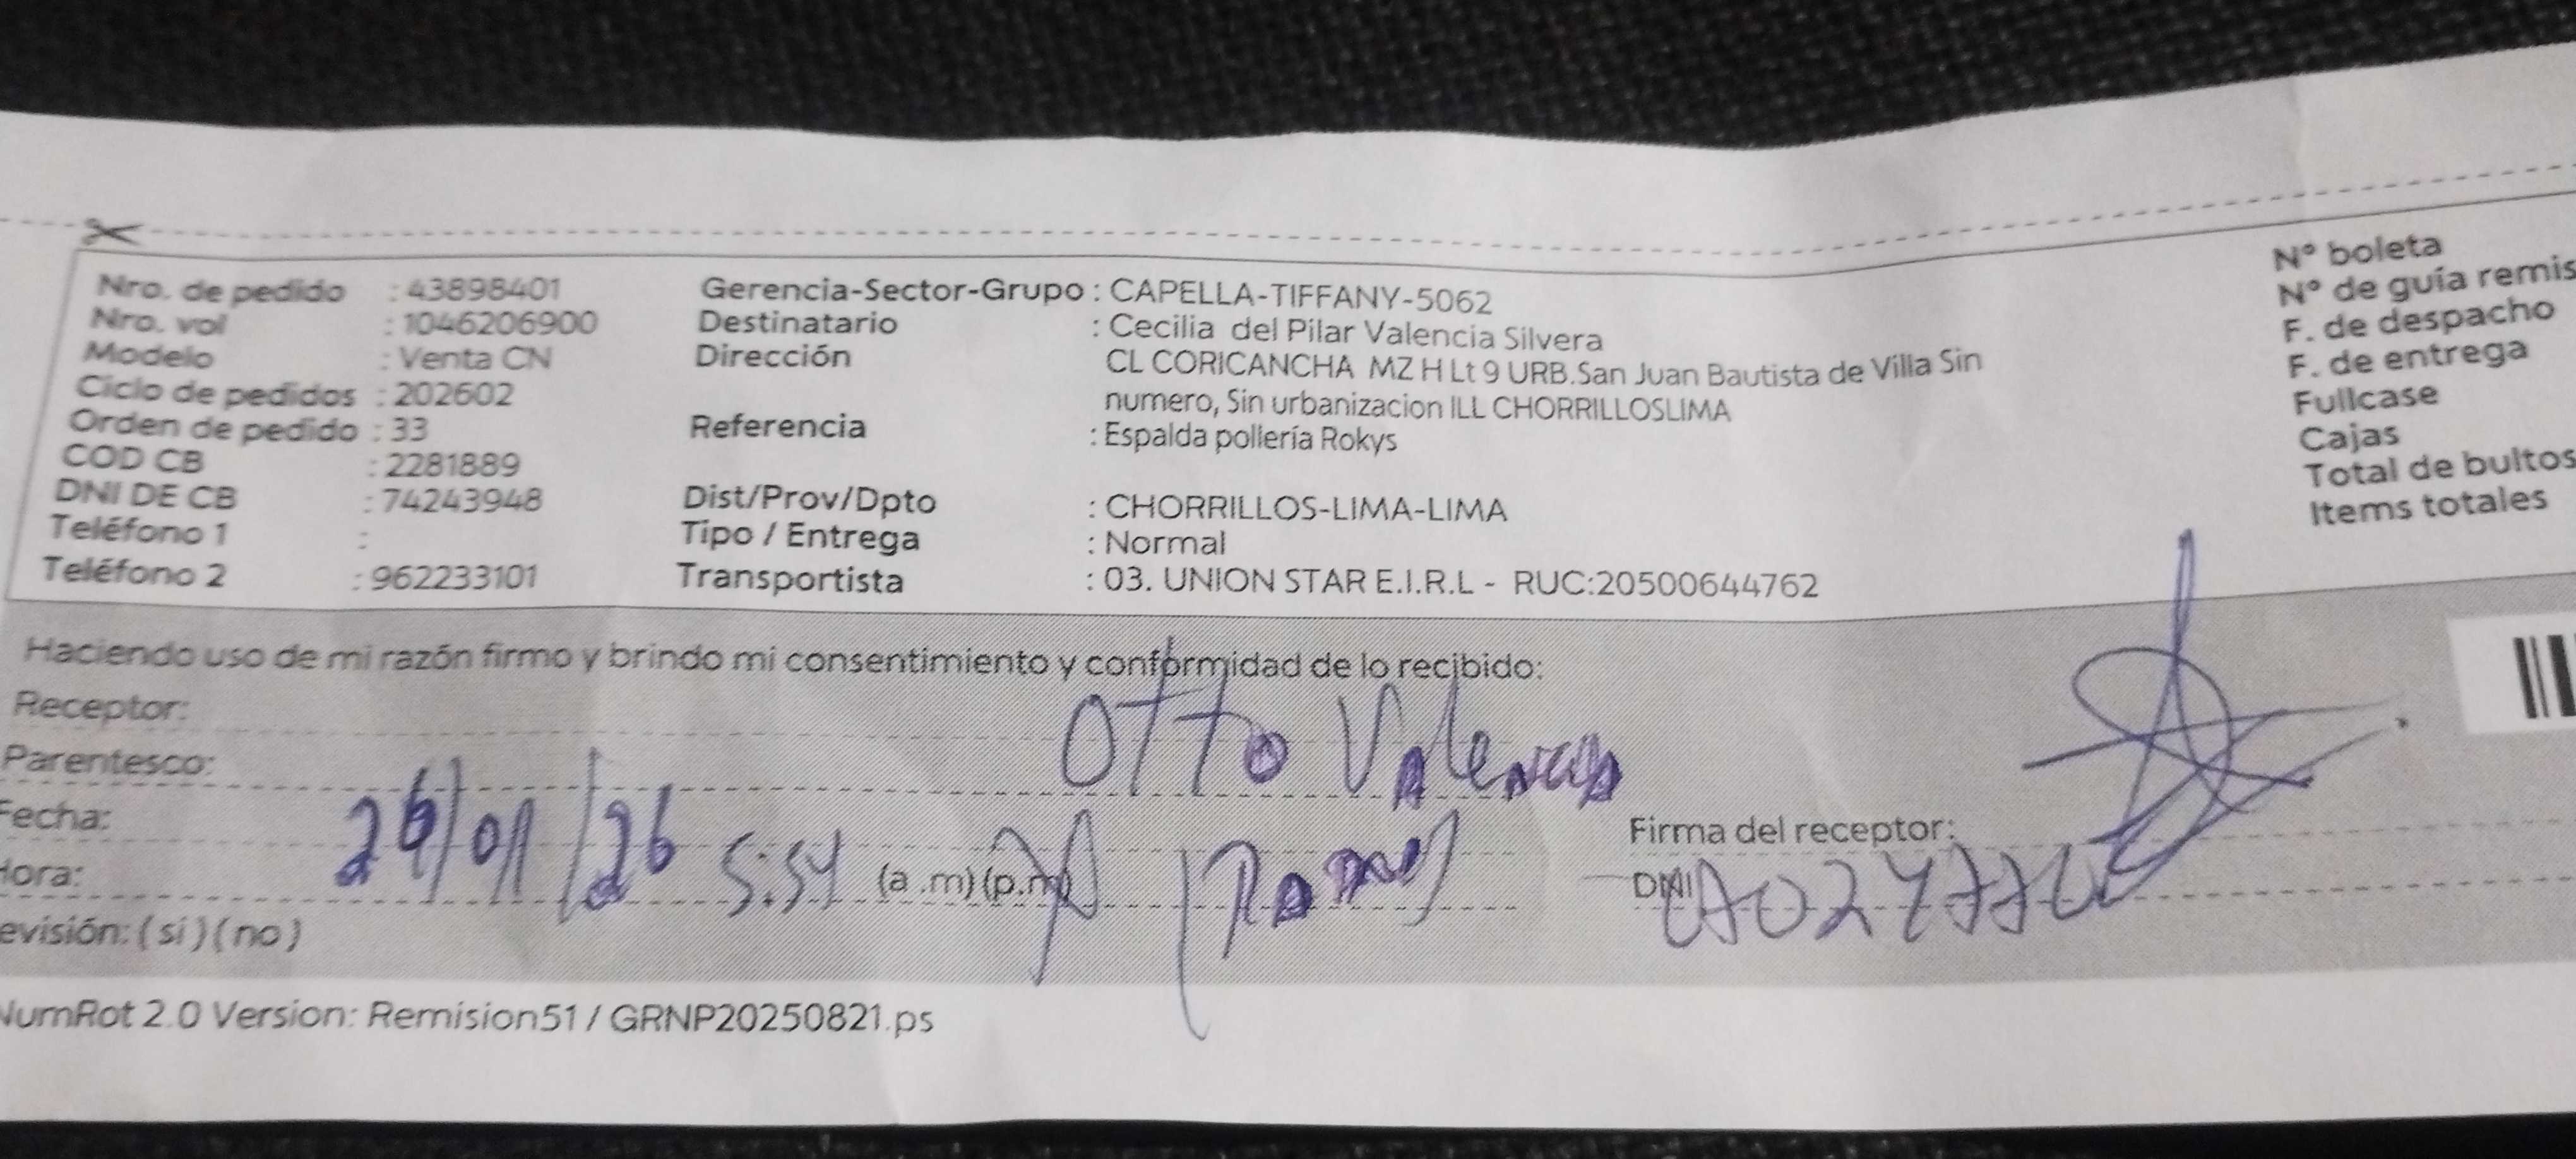 Nro. de pedido : 43898401
Nro. vol : 1046206900
Modelo : Venta CN
Ciclo de pedidos : 202602
Orden de pedido : 33
COD CB : 2281889
DNI DE CB : 74243948
Teléfono 1 :
Teléfono 2 : 962233101
Gerencia-Sector-Grupo : CAPELLA-TIFFANY-5062
Destinatario : Cecilia del Pilar Valencia Silvera
Dirección CL CORICANCHA MZ H Lt 9 URB.San Juan Bautista de Villa Sin
numero, Sin urbanizacion ILL CHORRILLOSLIMA
Referencia : Espalda pollería Rokys
Dist/Prov/Dpto : CHORRILLOS-LIMA-LIMA
Tipo / Entrega : Normal
Transportista : 03. UNION STAR E.I.R.L - RUC:20500644762
N° boleta
N° de guía remis
F. de despacho
F. de entrega
Fullcase
Cajas
Total de bultos
Items totales
Haciendo uso de mi razón firmo y brindo mi consentimiento y conformidad de lo recibido:
Receptor:
Otto Valencia
Parentesco:
Fecha: 26/01/26
Hora: 5:54 (a .m) (p.m)
evisión: ( si ) ( no )
Firma del receptor:
DNI
NumRot 2.0 Version: Remision51 / GRNP20250821.ps